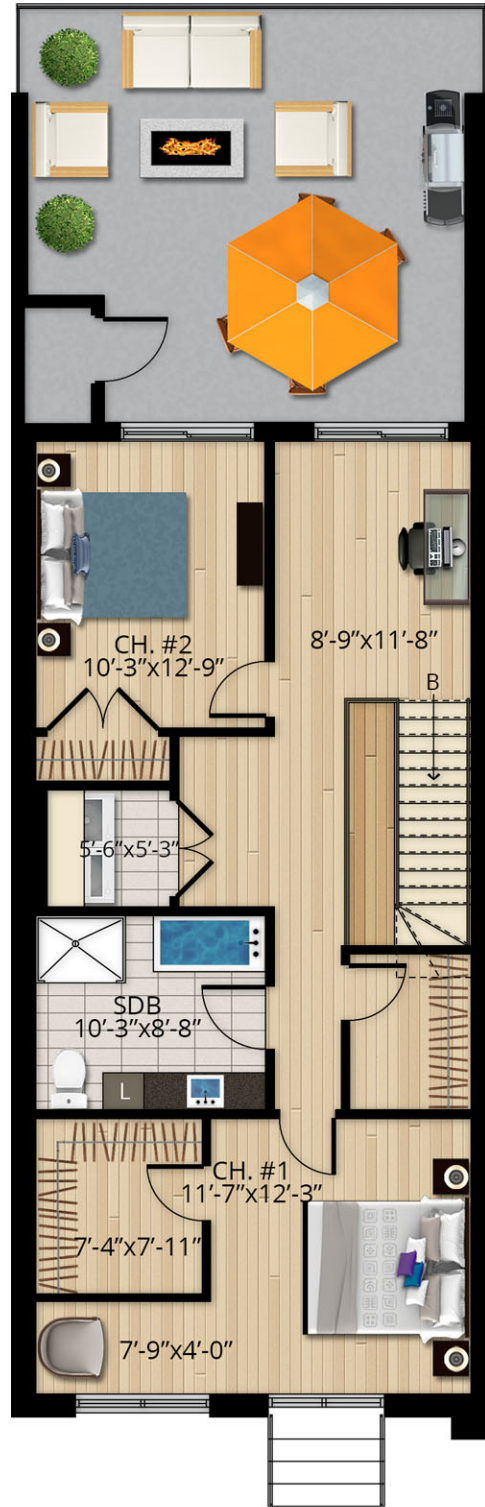 CH. #2
10'-3"x12'-9"
8'-9"x11'-8"
B
5'-6"x5'-3"
SDB
10'-3"x8'-8"
L
CH. #1
11'-7"x12'-3"
7'-4"x7'-11"
7'-9"x4'-0"